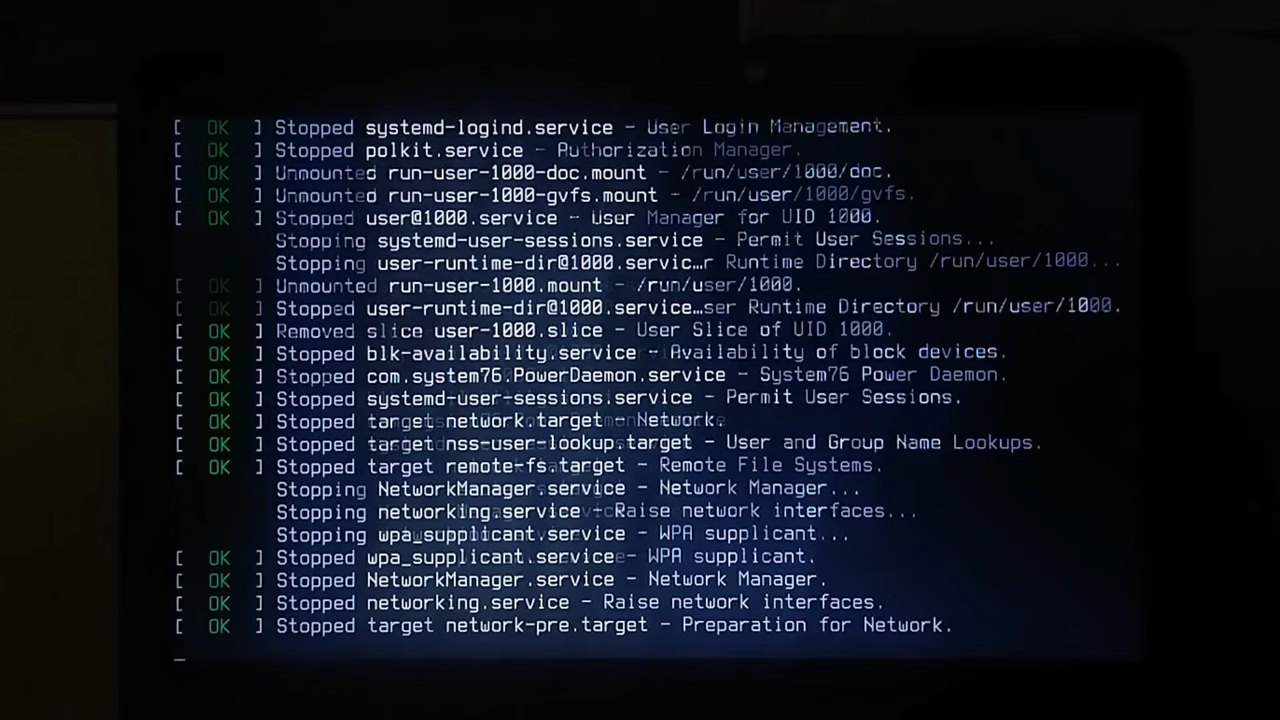 [ OK ] Stopped systemd-logind.service - User Login Management.
[ OK ] Stopped polkit.service - Authorization Manager.
[ OK ] Unmounted run-user-1000-doc.mount - /run/user/1000/doc.
[ OK ] Unmounted run-user-1000-gvfs.mount - /run/user/1000/gvfs.
[ OK ] Stopped user@1000.service - User Manager for UID 1000.
Stopping systemd-user-sessions.service - Permit User Sessions...
Stopping user-runtime-dir@1000.servic…r Runtime Directory /run/user/1000...
[ OK ] Unmounted run-user-1000.mount - /run/user/1000.
[ OK ] Stopped user-runtime-dir@1000.service…ser Runtime Directory /run/user/1000.
[ OK ] Removed slice user-1000.slice - User Slice of UID 1000.
[ OK ] Stopped blk-availability.service - Availability of block devices.
[ OK ] Stopped com.system76.PowerDaemon.service - System76 Power Daemon.
[ OK ] Stopped systemd-user-sessions.service - Permit User Sessions.
[ OK ] Stopped target network.target - Network.
[ OK ] Stopped target nss-user-lookup.target - User and Group Name Lookups.
[ OK ] Stopped target remote-fs.target - Remote File Systems.
Stopping NetworkManager.service - Network Manager...
Stopping networking.service - Raise network interfaces...
Stopping wpa_supplicant.service - WPA supplicant...
[ OK ] Stopped wpa_supplicant.service - WPA supplicant.
[ OK ] Stopped NetworkManager.service - Network Manager.
[ OK ] Stopped networking.service - Raise network interfaces.
[ OK ] Stopped target network-pre.target - Preparation for Network.
_